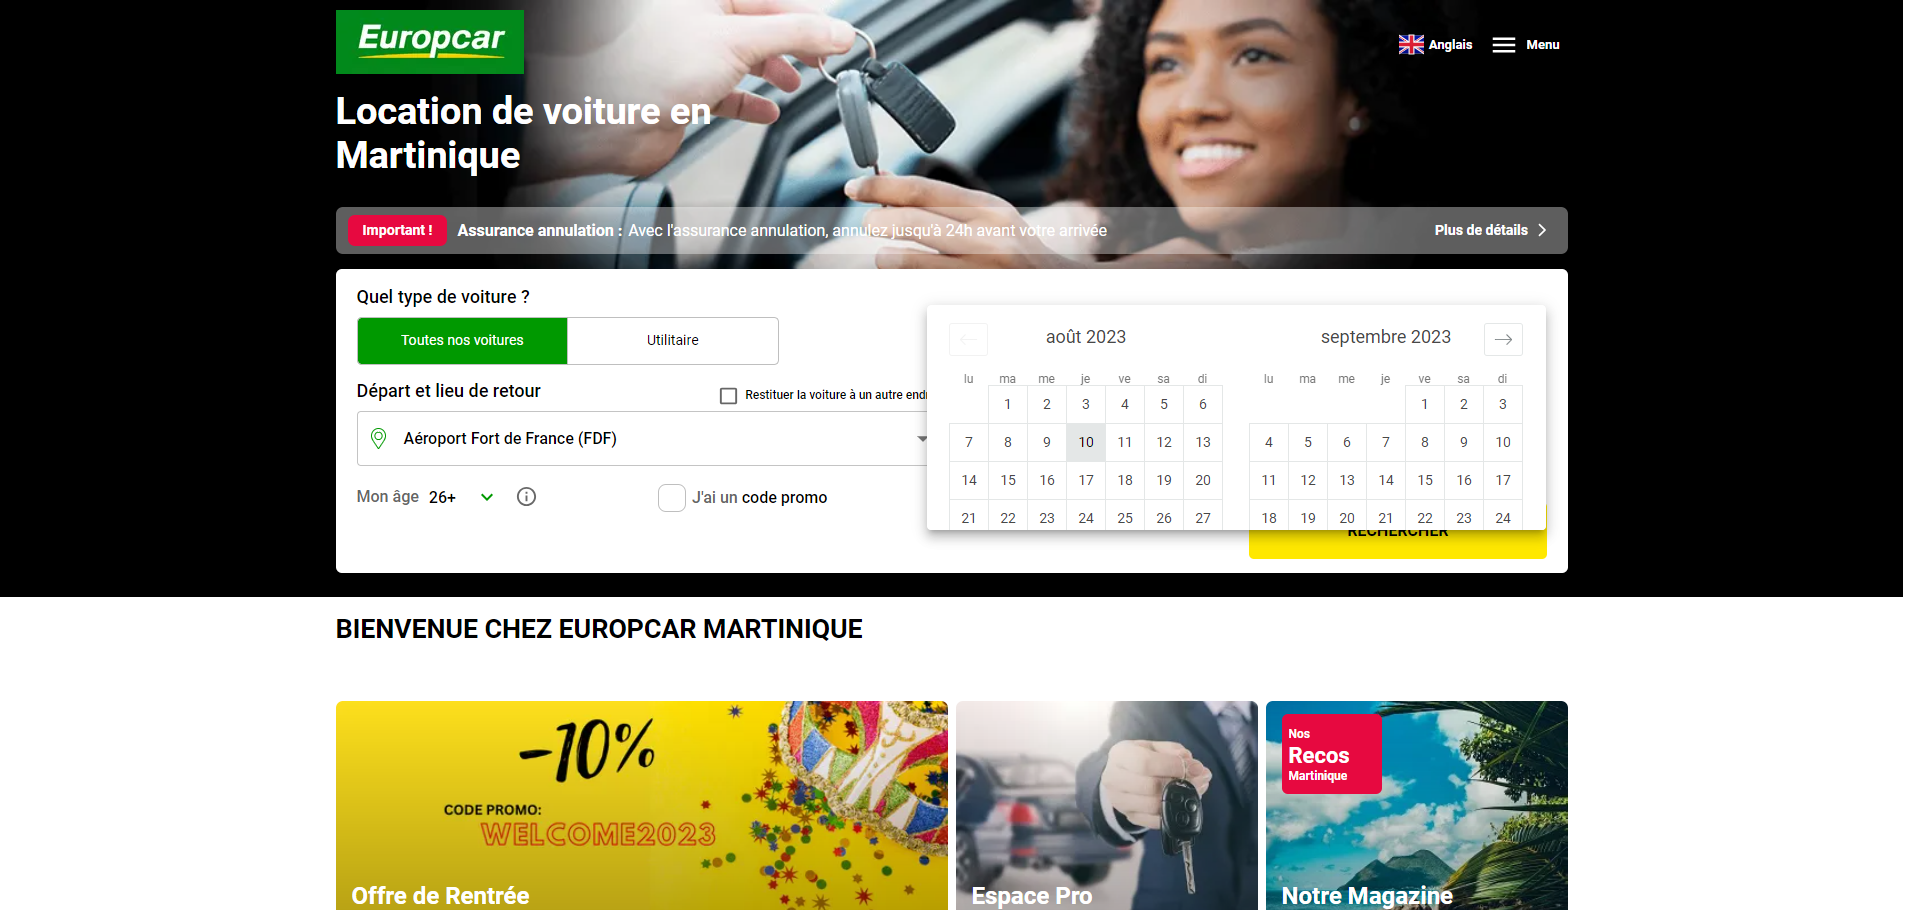 Europcar
Anglais
Menu
Location de voiture en
Martinique
Important !
Assurance annulation : Avec l'assurance annulation, annulez jusqu'à 24h avant votre arrivée
Plus de détails
Quel type de voiture ?
Toutes nos voitures
Utilitaire
Départ et lieu de retour
Restituer la voiture à un autre
Aéroport Fort de France (FDF)
Mon âge 26+
J'ai un code promo
août 2023
lu ma me je ve sa di
1 2 3 4 5 6
7 8 9 10 11 12 13
14 15 16 17 18 19 20
21 22 23 24 25 26 27
septembre 2023
lu ma me je ve sa di
1 2 3
4 5 6 7 8 9 10
11 12 13 14 15 16 17
18 19 20 21 22 23 24
RECHERCHER
BIENVENUE CHEZ EUROPCAR MARTINIQUE
-10%
CODE PROMO:
WELCOME2023
Offre de Rentrée
Espace Pro
Nos
Recos
Martinique
Notre Magazine